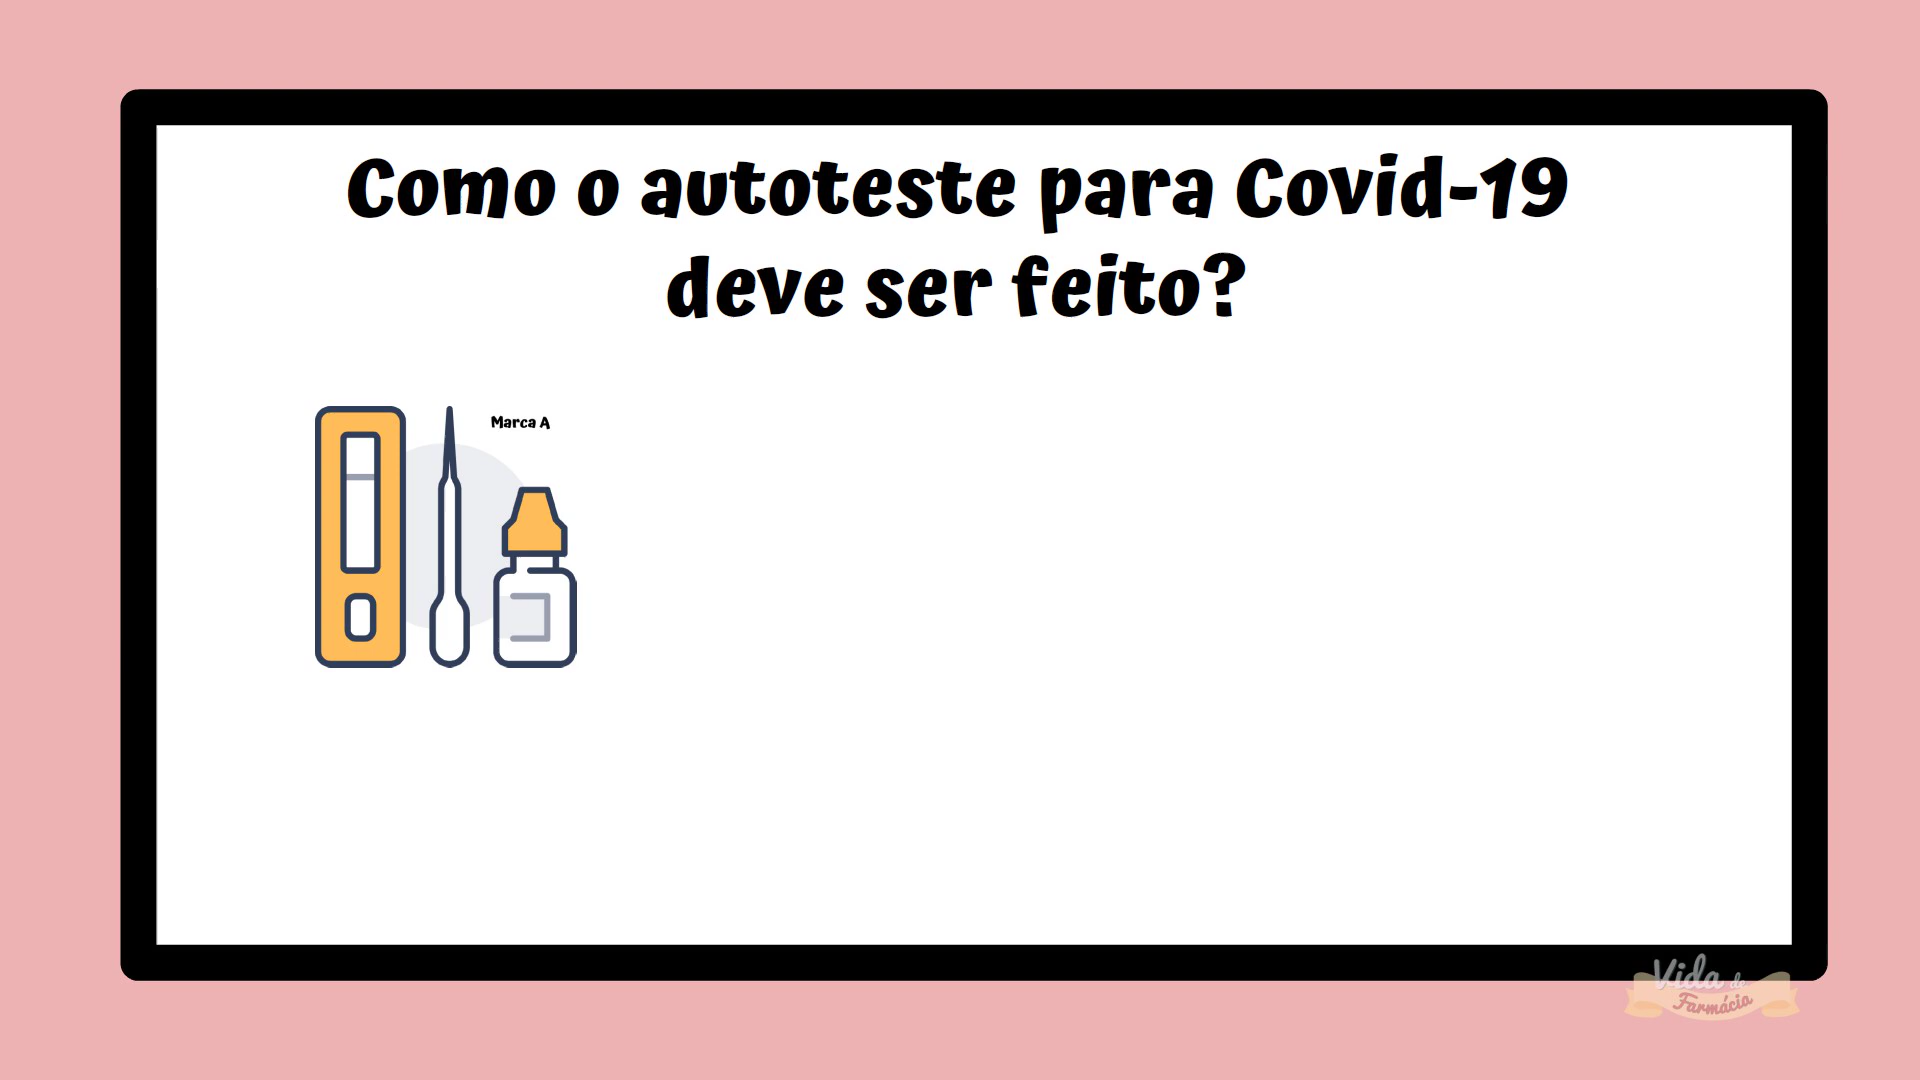 Como o autoteste para Covid-19
deve ser feito?
Marca A
Vida de
Farmácia